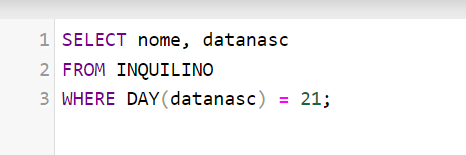 1 SELECT nome, datanasc
2 FROM INQUILINO
3 WHERE DAY(datanasc) = 21;